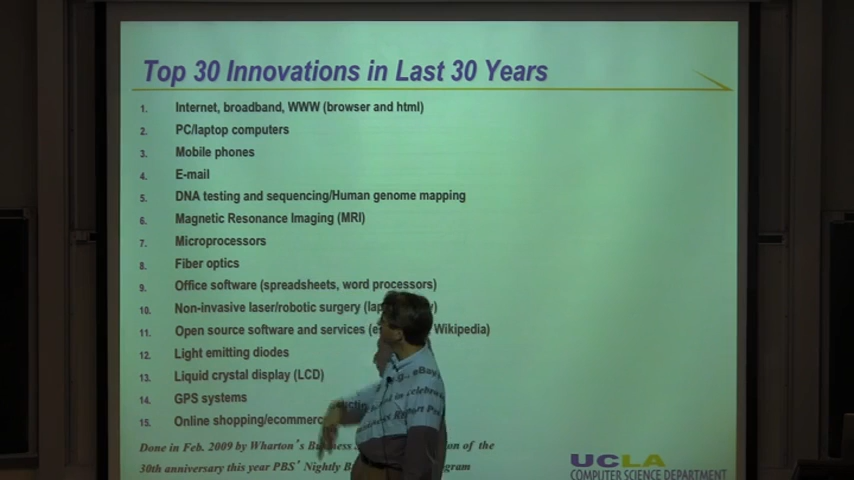 Top 30 Innovations in Last 30 Years
1. Internet, broadband, WWW (browser and html)
2. PC/laptop computers
3. Mobile phones
4. E-mail
5. DNA testing and sequencing/Human genome mapping
6. Magnetic Resonance Imaging (MRI)
7. Microprocessors
8. Fiber optics
9. Office software (spreadsheets, word processors)
10. Non-invasive laser/robotic surgery
11. Open source software and services Wikipedia)
12. Light emitting diodes
13. Liquid crystal display (LCD)
14. GPS systems
15. Online shopping/ecommerc e.g., eBay
Done in Feb. 2009 by Wharton's of the
30th anniversary this year PBS' Nightly
UCLA
COMPUTER SCIENCE DEPARTMENT